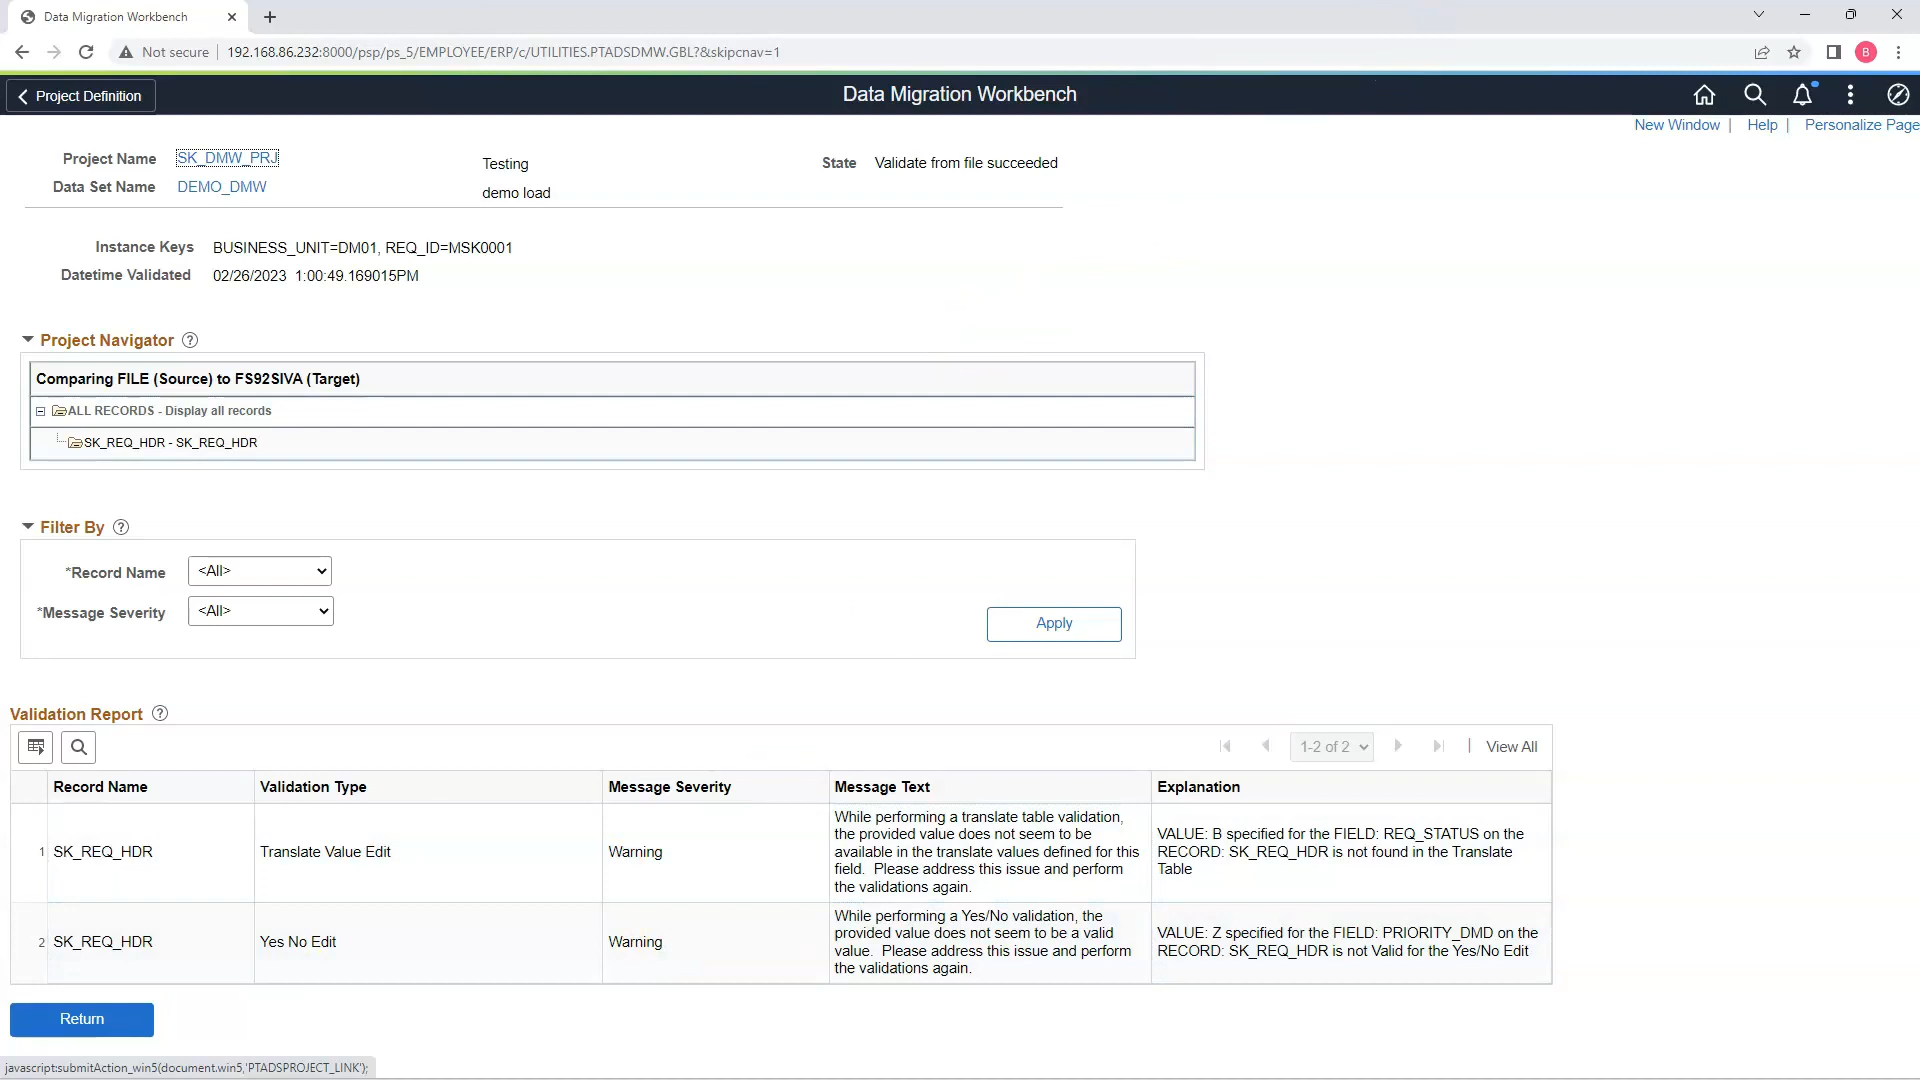 Data Migration Workbench
Not secure
192.168.86.232:8000/psp/ps_5/EMPLOYEE/ERP/c/UTILITIES.PTADSDMW.GBL?&skipcnav=1
B
Project Definition
Data Migration Workbench
New Window | Help | Personalize Page
Project Name SK_DMW_PRJ Testing State Validate from file succeeded
Data Set Name DEMO_DMW demo load
Instance Keys BUSINESS_UNIT=DM01, REQ_ID=MSK0001
Datetime Validated 02/26/2023 1:00:49.169015PM
Project Navigator ?
Comparing FILE (Source) to FS92SIVA (Target)
ALL RECORDS - Display all records
SK_REQ_HDR - SK_REQ_HDR
Filter By ?
*Record Name <All>
*Message Severity <All>
Apply
Validation Report ?
1-2 of 2 | View All
Record Name Validation Type Message Severity Message Text Explanation
1 SK_REQ_HDR Translate Value Edit Warning
While performing a translate table validation,
the provided value does not seem to be
available in the translate values defined for this
field. Please address this issue and perform
the validations again.
VALUE: B specified for the FIELD: REQ_STATUS on the
RECORD: SK_REQ_HDR is not found in the Translate
Table
2 SK_REQ_HDR Yes No Edit Warning
While performing a Yes/No validation, the
provided value does not seem to be a valid
value. Please address this issue and perform
the validations again.
VALUE: Z specified for the FIELD: PRIORITY_DMD on the
RECORD: SK_REQ_HDR is not Valid for the Yes/No Edit
Return
javascript:submitAction_win5(document.win5,'PTADSPROJECT_LINK');